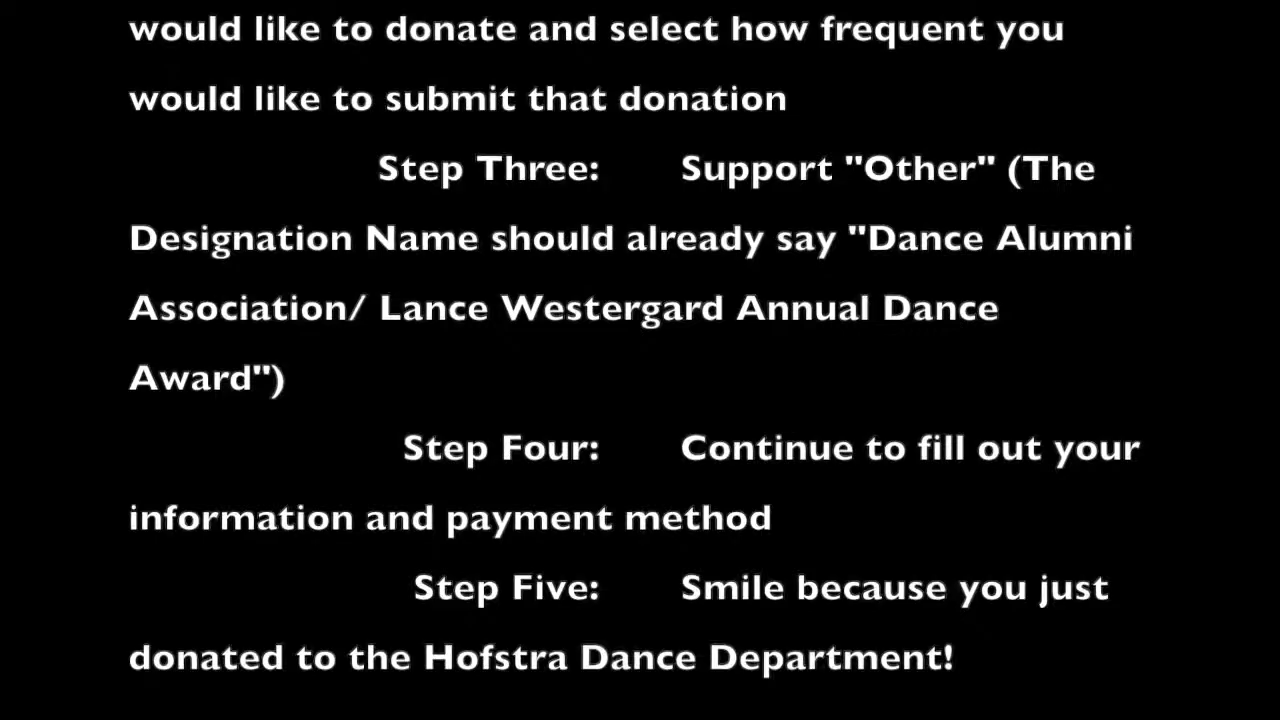 would like to donate and select how frequent you
would like to submit that donation
Step Three: Support "Other" (The
Designation Name should already say "Dance Alumni
Association/ Lance Westergard Annual Dance
Award")
Step Four: Continue to fill out your
information and payment method
Step Five: Smile because you just
donated to the Hofstra Dance Department!